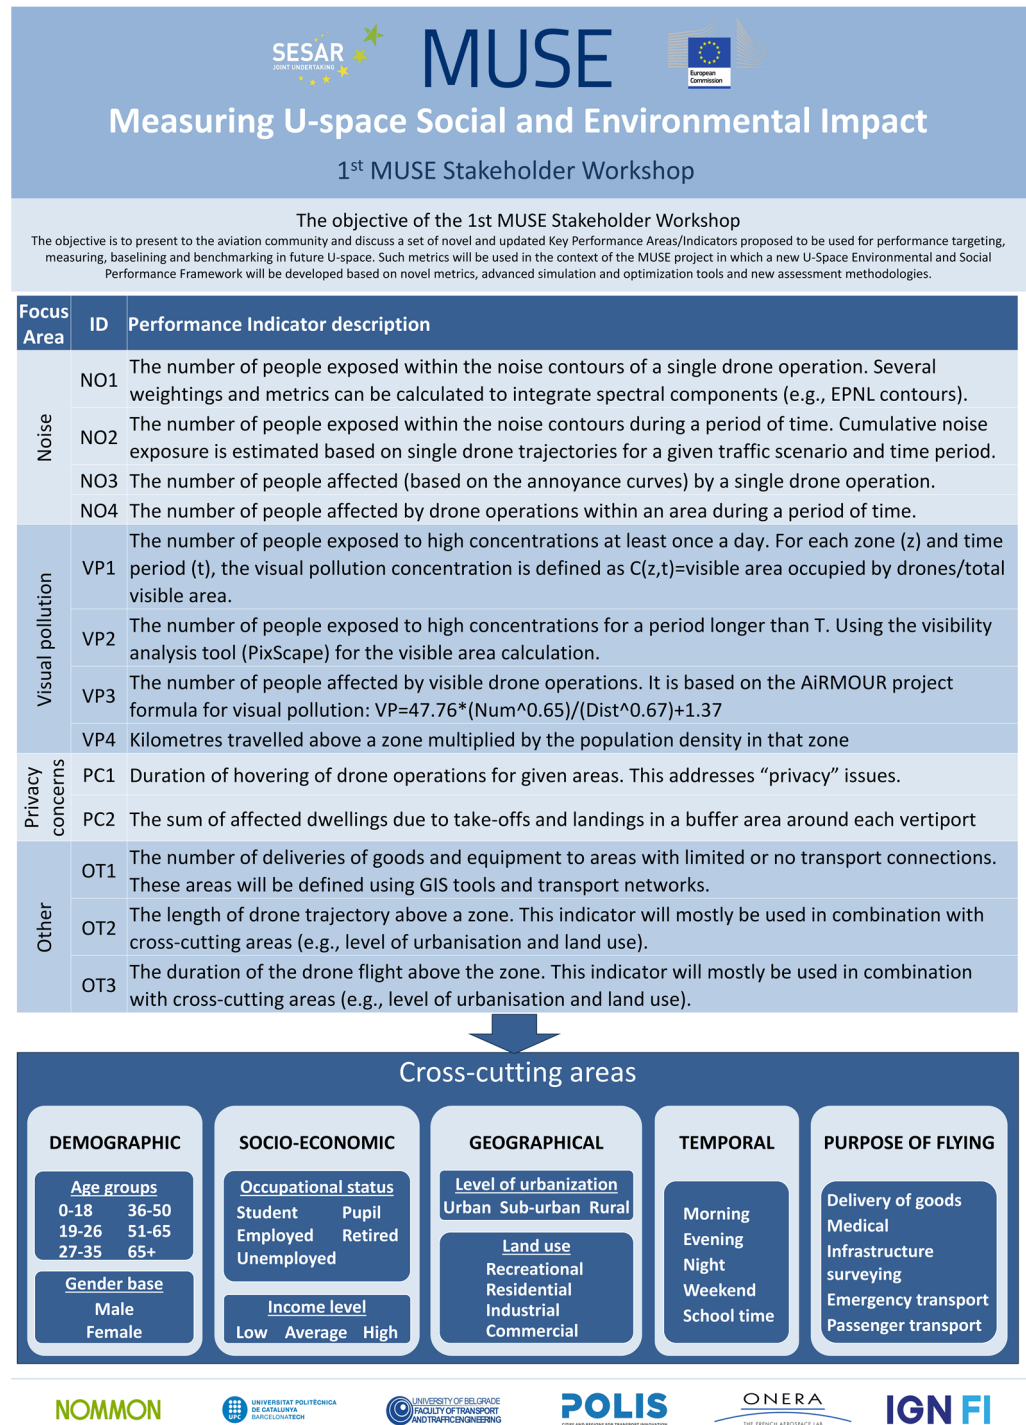 SESAR
JOINT UNDERTAKING
MUSE
European
Commission
Measuring U-space Social and Environmental Impact
1st MUSE Stakeholder Workshop
The objective of the 1st MUSE Stakeholder Workshop
The objective is to present to the aviation community and discuss a set of novel and updated Key Performance Areas/Indicators proposed to be used for performance targeting,
measuring, baselining and benchmarking in future U-space. Such metrics will be used in the context of the MUSE project in which a new U-Space Environmental and Social
Performance Framework will be developed based on novel metrics, advanced simulation and optimization tools and new assessment methodologies.
Focus Area ID Performance Indicator description
Noise
NO1 The number of people exposed within the noise contours of a single drone operation. Several
weightings and metrics can be calculated to integrate spectral components (e.g., EPNL contours).
NO2 The number of people exposed within the noise contours during a period of time. Cumulative noise
exposure is estimated based on single drone trajectories for a given traffic scenario and time period.
NO3 The number of people affected (based on the annoyance curves) by a single drone operation.
NO4 The number of people affected by drone operations within an area during a period of time.
Visual pollution
VP1 The number of people exposed to high concentrations at least once a day. For each zone (z) and time
period (t), the visual pollution concentration is defined as C(z,t)=visible area occupied by drones/total
visible area.
VP2 The number of people exposed to high concentrations for a period longer than T. Using the visibility
analysis tool (PixScape) for the visible area calculation.
VP3 The number of people affected by visible drone operations. It is based on the AiRMOUR project
formula for visual pollution: VP=47.76*(Num^0.65)/(Dist^0.67)+1.37
VP4 Kilometres travelled above a zone multiplied by the population density in that zone
Privacy concerns
PC1 Duration of hovering of drone operations for given areas. This addresses “privacy” issues.
PC2 The sum of affected dwellings due to take-offs and landings in a buffer area around each vertiport
Other
OT1 The number of deliveries of goods and equipment to areas with limited or no transport connections.
These areas will be defined using GIS tools and transport networks.
OT2 The length of drone trajectory above a zone. This indicator will mostly be used in combination with
cross-cutting areas (e.g., level of urbanisation and land use).
OT3 The duration of the drone flight above the zone. This indicator will mostly be used in combination
with cross-cutting areas (e.g., level of urbanisation and land use).
Cross-cutting areas
DEMOGRAPHIC
Age groups
0-18 36-50
19-26 51-65
27-35 65+
Gender base
Male
Female
SOCIO-ECONOMIC
Occupational status
Student Pupil
Employed Retired
Unemployed
Income level
Low Average High
GEOGRAPHICAL
Level of urbanization
Urban Sub-urban Rural
Land use
Recreational
Residential
Industrial
Commercial
TEMPORAL
Morning
Evening
Night
Weekend
School time
PURPOSE OF FLYING
Delivery of goods
Medical
Infrastructure
surveying
Emergency transport
Passenger transport
NOMMON
UPC
UNIVERSITAT POLITÈCNICA
DE CATALUNYA
BARCELONATECH
UNIVERSITY OF BELGRADE
FACULTY OF TRANSPORT
AND TRAFFIC ENGINEERING
POLIS
CITIES AND REGIONS FOR TRANSPORT INNOVATION
ONERA
THE FRENCH AEROSPACE LAB
IGN FI